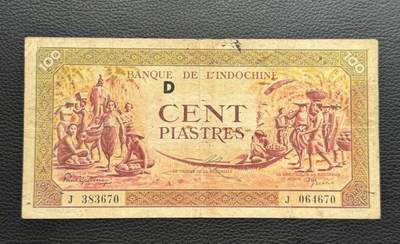 100 100
BANQUE DE L'INDOCHINE
D
CENT
PIASTRES
J 383670 J 064670